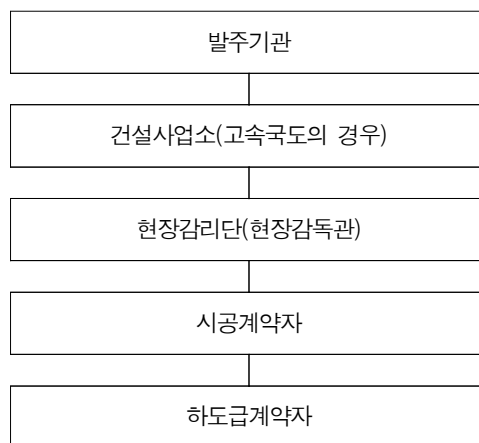 발주기관
건설사업소(고속국도의 경우)
현장감리단(현장감독관)
시공계약자
하도급계약자